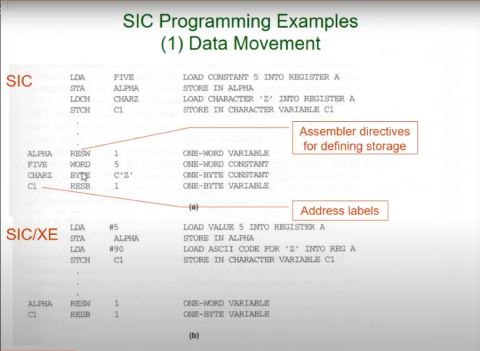 SIC Programming Examples
(1) Data Movement
SIC
LDA FIVE LOAD CONSTANT 5 INTO REGISTER A
STA ALPHA STORE IN ALPHA
LDCH CHARZ LOAD CHARACTER 'Z' INTO REGISTER A
STCH C1 STORE IN CHARACTER VARIABLE C1
.
.
.
Assembler directives
for defining storage
ALPHA RESW 1 ONE-WORD VARIABLE
FIVE WORD 5 ONE-WORD CONSTANT
CHARZ BYTE C'Z' ONE-BYTE CONSTANT
C1 RESB 1 ONE-BYTE VARIABLE
(a)
Address labels
SIC/XE
LDA #5 LOAD VALUE 5 INTO REGISTER A
STA ALPHA STORE IN ALPHA
LDA #90 LOAD ASCII CODE FOR 'Z' INTO REG A
STCH C1 STORE IN CHARACTER VARIABLE C1
.
.
.
ALPHA RESW 1 ONE-WORD VARIABLE
C1 RESB 1 ONE-BYTE VARIABLE
(b)